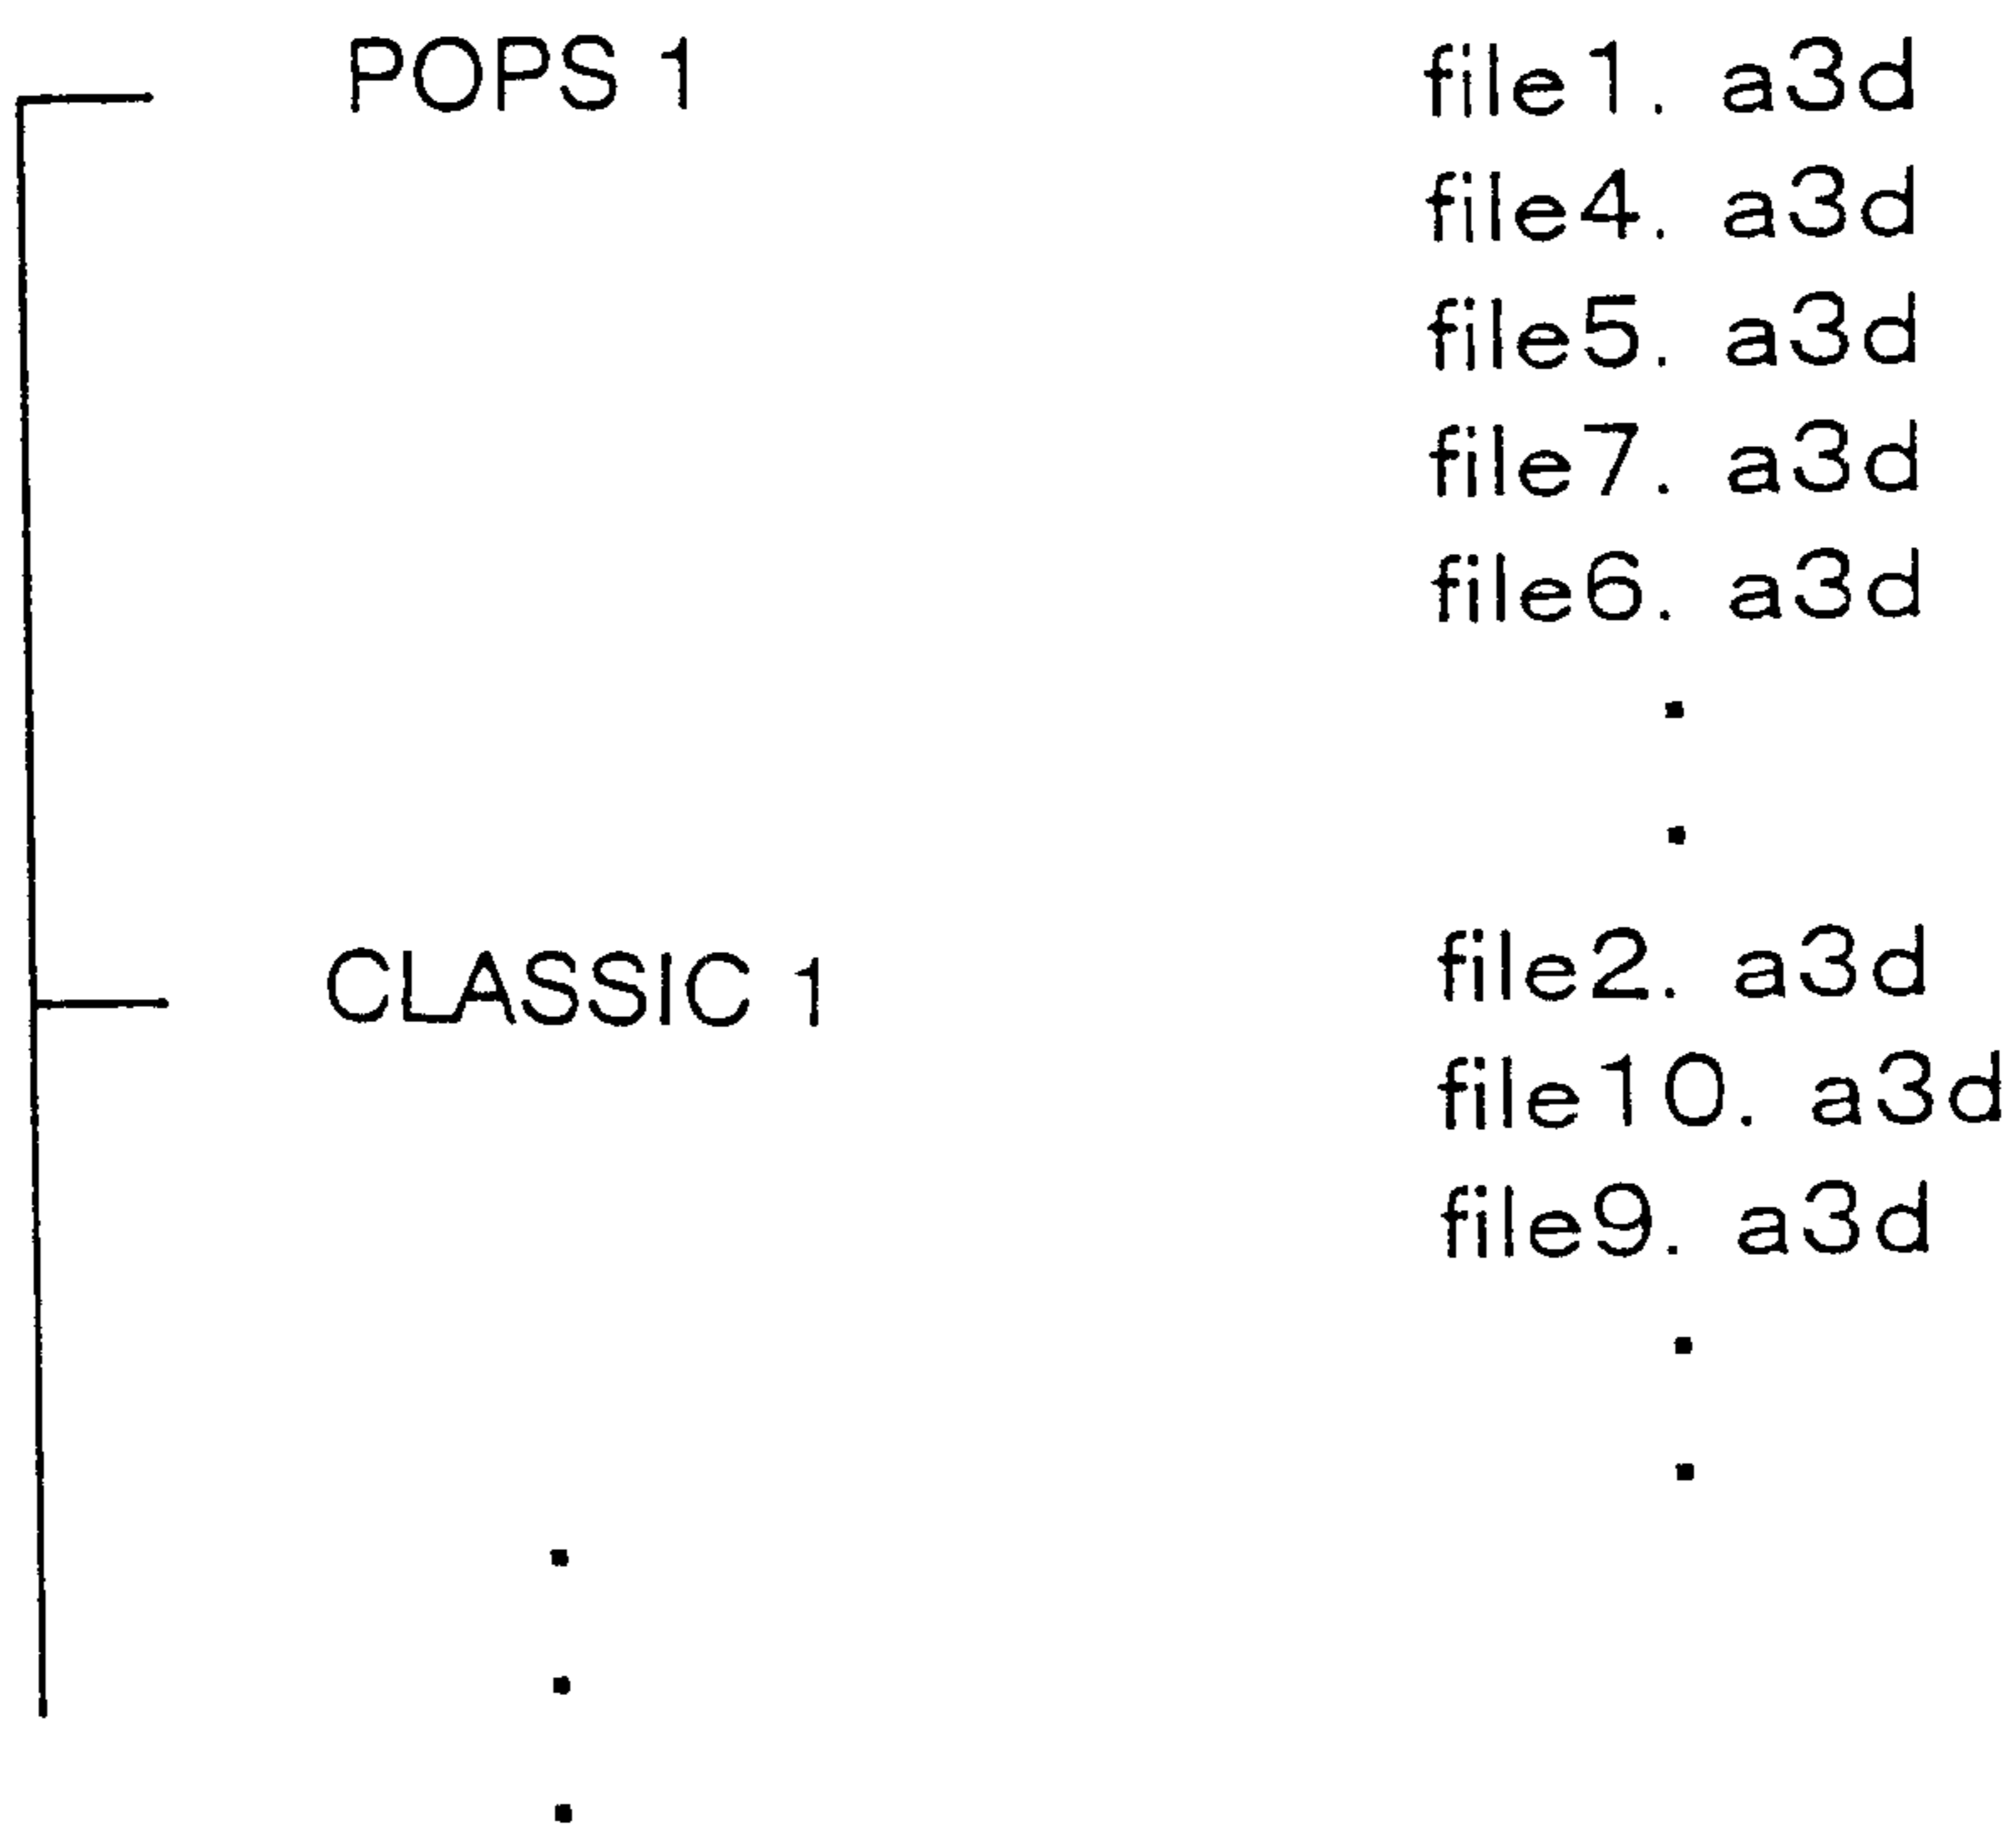 POPS 1 file1. a3d
file4. a3d
file5. a3d
file7. a3d
file6. a3d
CLASSIC 1 file2. a3d
file10. a3d
file9. a3d